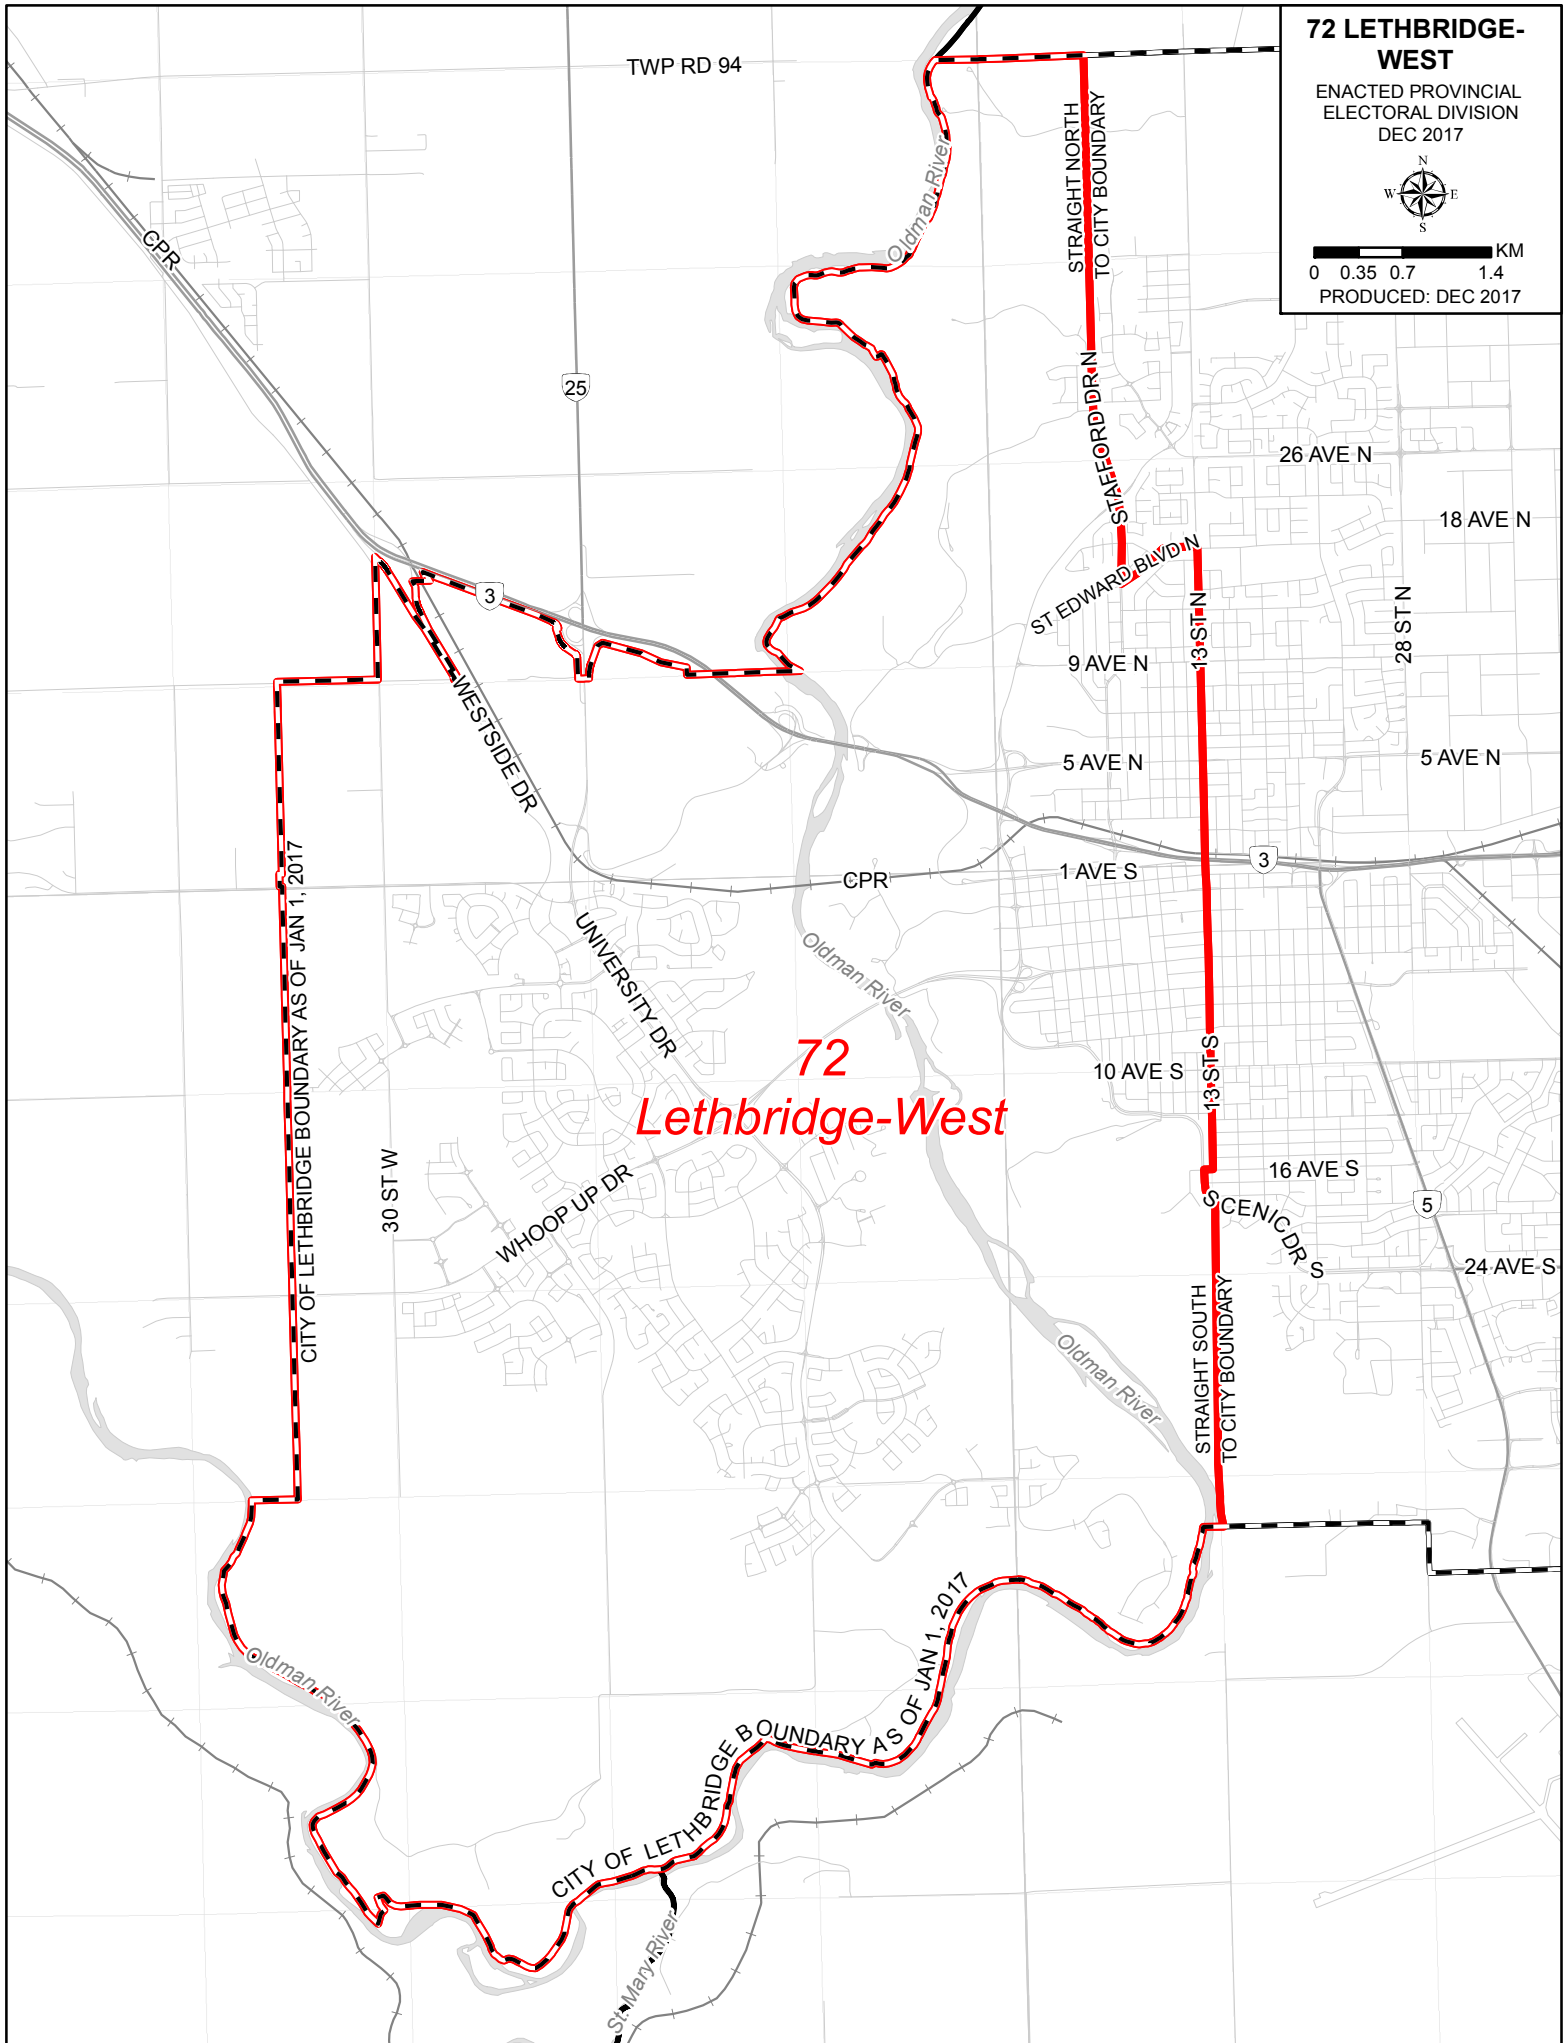 72 LETHBRIDGE-
WEST
ENACTED PROVINCIAL
ELECTORAL DIVISION
DEC 2017
N
W E
S
KM
0 0.35 0.7 1.4
PRODUCED: DEC 2017
TWP RD 94
STRAIGHT NORTH
TO CITY BOUNDARY
Oldman River
CPR
25
STAFFORD DR N
26 AVE N
18 AVE N
3
ST EDWARD BLVD N
13 ST N
28 ST N
9 AVE N
WESTSIDE DR
5 AVE N
5 AVE N
3
1 AVE S
CPR
CITY OF LETHBRIDGE BOUNDARY AS OF JAN 1, 2017
UNIVERSITY DR
Oldman River
72
Lethbridge-West
10 AVE S
13 ST S
30 ST W
WHOOP UP DR
16 AVE S
SCENIC DR S
5
24 AVE S
STRAIGHT SOUTH
TO CITY BOUNDARY
Oldman River
Oldman River
CITY OF LETHBRIDGE BOUNDARY AS OF JAN 1, 2017
St. Mary River